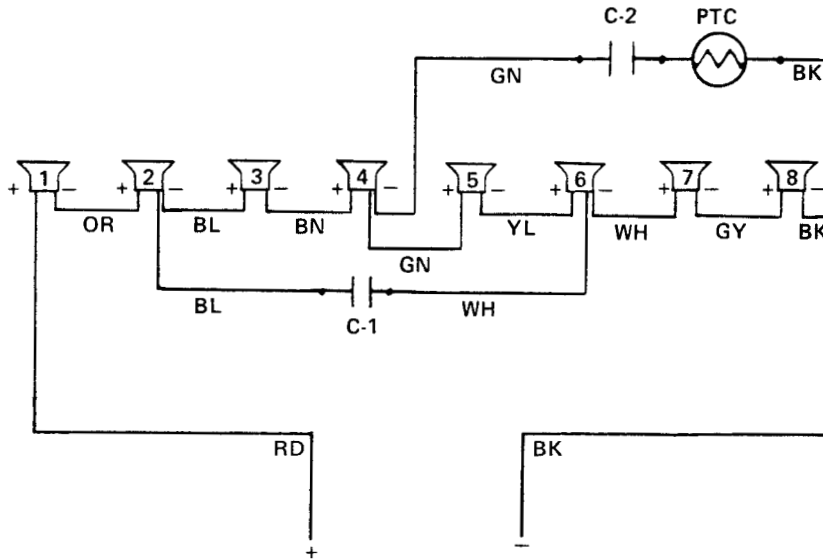 C-2 PTC
GN BK
+ 1 − + 2 − + 3 − + 4 − + 5 − + 6 − + 7 − + 8 −
OR BL BN YL WH GY BK
GN
BL WH
C-1
RD BK
+ −